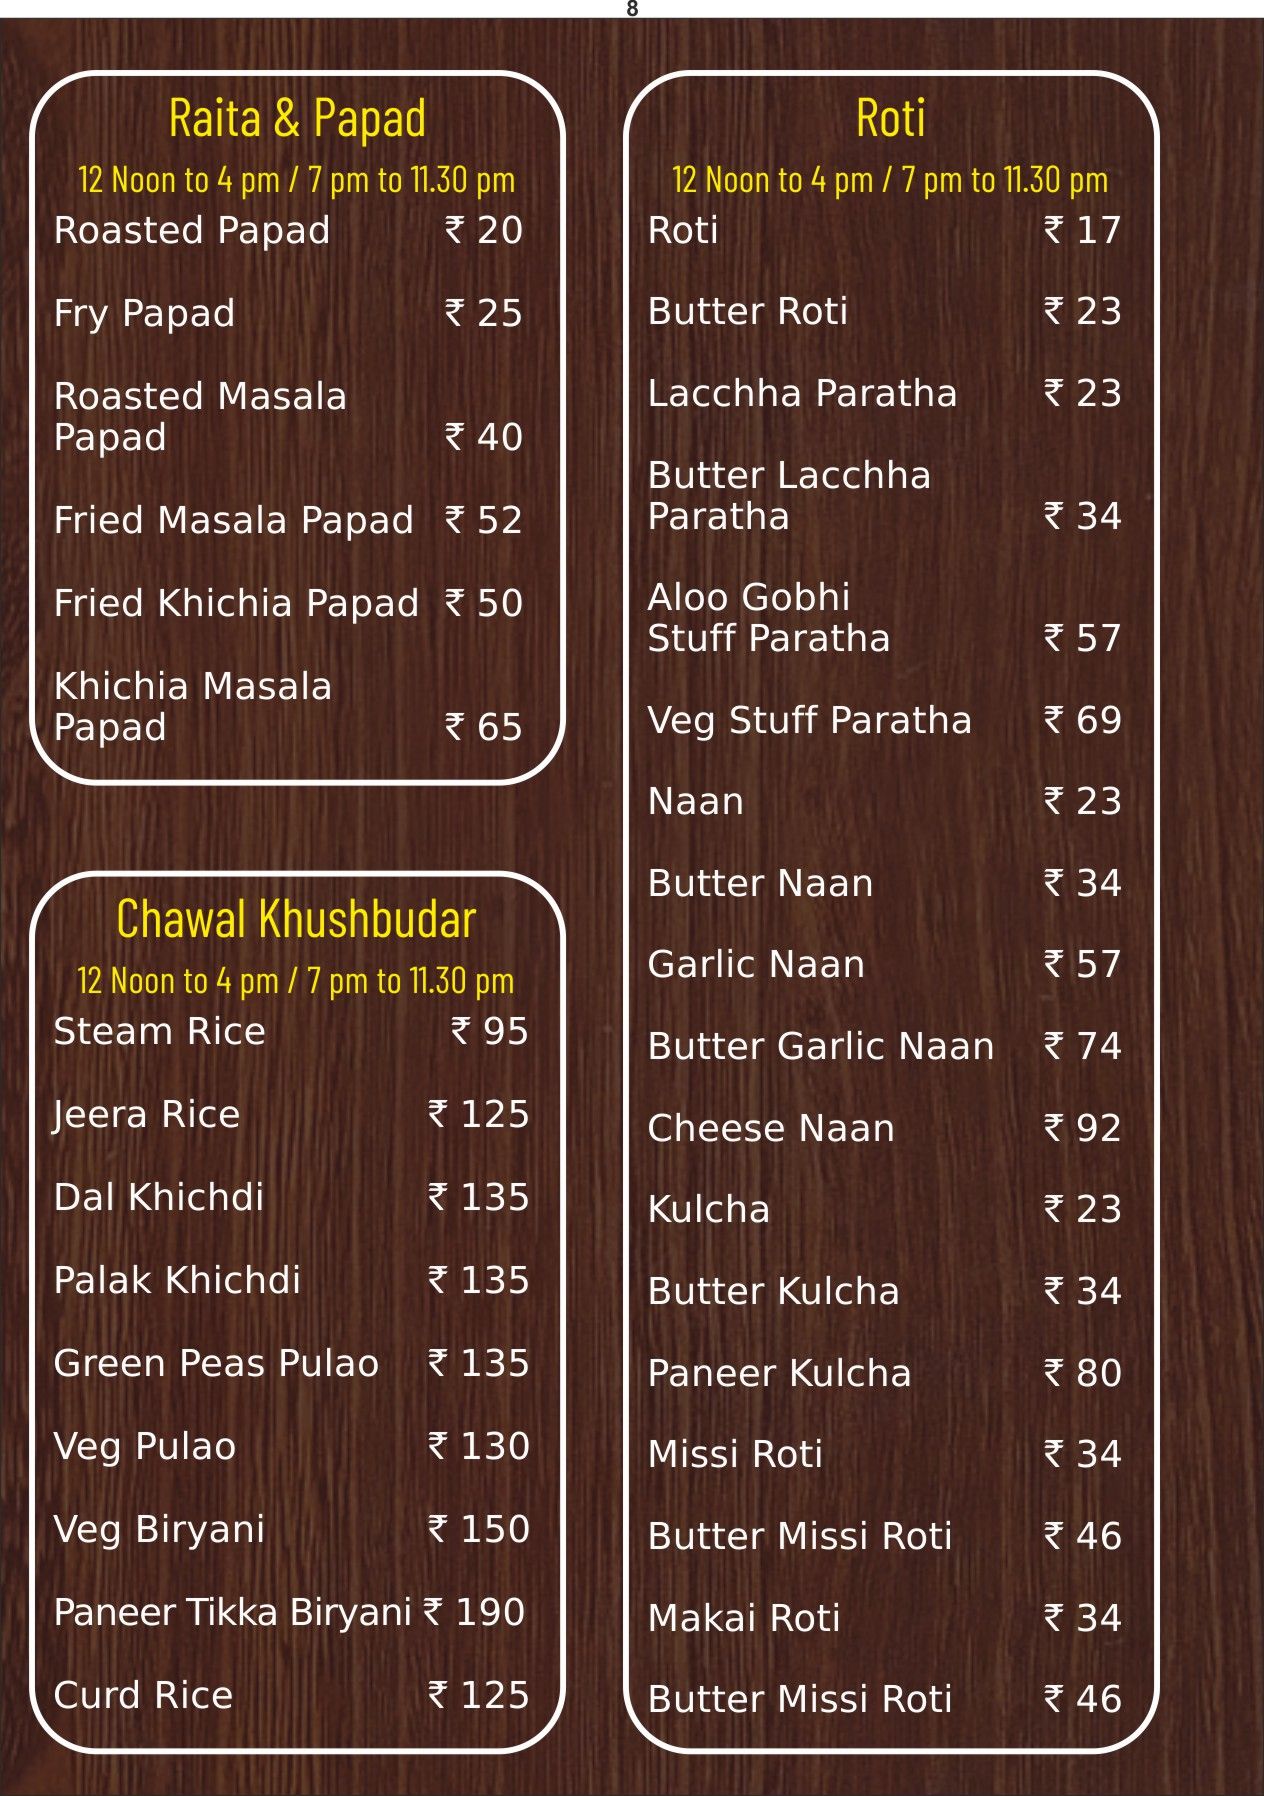 8
Raita & Papad
12 Noon to 4 pm / 7 pm to 11.30 pm
Roasted Papad ₹ 20
Fry Papad ₹ 25
Roasted Masala
Papad ₹ 40
Fried Masala Papad ₹ 52
Fried Khichia Papad ₹ 50
Khichia Masala
Papad ₹ 65
Chawal Khushbudar
12 Noon to 4 pm / 7 pm to 11.30 pm
Steam Rice ₹ 95
Jeera Rice ₹ 125
Dal Khichdi ₹ 135
Palak Khichdi ₹ 135
Green Peas Pulao ₹ 135
Veg Pulao ₹ 130
Veg Biryani ₹ 150
Paneer Tikka Biryani ₹ 190
Curd Rice ₹ 125
Roti
12 Noon to 4 pm / 7 pm to 11.30 pm
Roti ₹ 17
Butter Roti ₹ 23
Lacchha Paratha ₹ 23
Butter Lacchha
Paratha ₹ 34
Aloo Gobhi
Stuff Paratha ₹ 57
Veg Stuff Paratha ₹ 69
Naan ₹ 23
Butter Naan ₹ 34
Garlic Naan ₹ 57
Butter Garlic Naan ₹ 74
Cheese Naan ₹ 92
Kulcha ₹ 23
Butter Kulcha ₹ 34
Paneer Kulcha ₹ 80
Missi Roti ₹ 34
Butter Missi Roti ₹ 46
Makai Roti ₹ 34
Butter Missi Roti ₹ 46